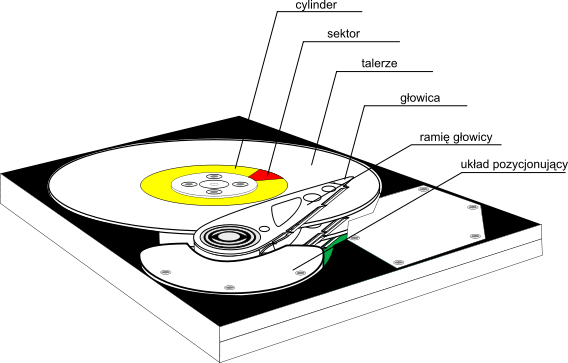 cylinder
sektor
talerze
głowica
ramię głowicy
układ pozycjonujący